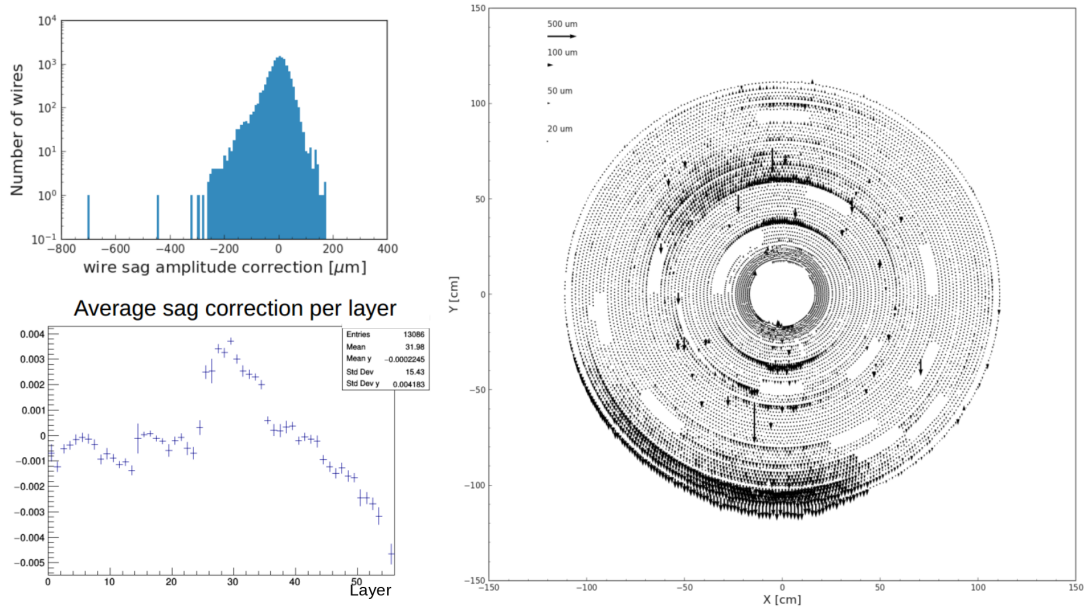 10⁴
10³
10²
10¹
10⁰
10⁻¹
Number of wires
−800 −600 −400 −200 0 200 400
wire sag amplitude correction [μm]
Average sag correction per layer
Entries 13086
Mean 31.98
Mean y −0.0002245
Std Dev 15.43
Std Dev y 0.004183
0.004
0.003
0.002
0.001
0
−0.001
−0.002
−0.003
−0.004
−0.005
0 10 20 30 40 50
Layer
500 um
100 um
50 um
20 um
150
100
50
0
−50
−100
−150
Y [cm]
−150 −100 −50 0 50 100 150
X [cm]